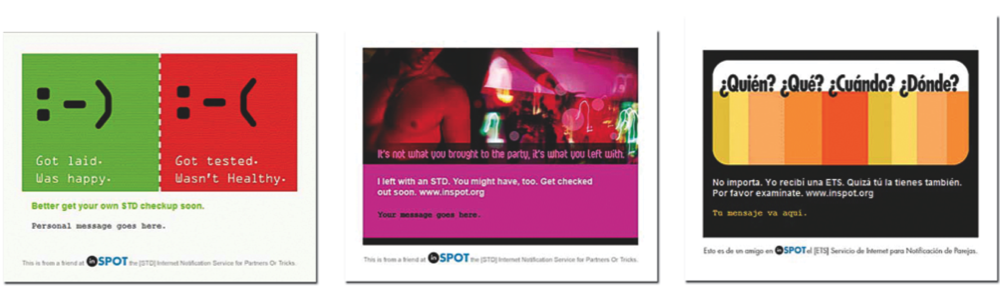 :-)
:-(
Got laid.
Was happy.
Got tested.
Wasn't Healthy.
Better get your own STD checkup soon.
Personal message goes here.
This is from a friend at inSPOT the [STD] Internet Notification Service for Partners Or Tricks.
It's not what you brought to the party, it's what you left with.
I left with an STD. You might have, too. Get checked
out soon. www.inspot.org
Your message goes here.
This is from a friend at inSPOT the [STD] Internet Notification Service for Partners Or Tricks.
¿Quién? ¿Qué? ¿Cuándo? ¿Dónde?
No importa. Yo recibí una ETS. Quizá tú la tienes también.
Por favor examínate. www.inspot.org
Tu mensaje va aquí.
Esto es de un amigo en inSPOT el [ETS] Servicio de Internet para Notificación de Parejas.